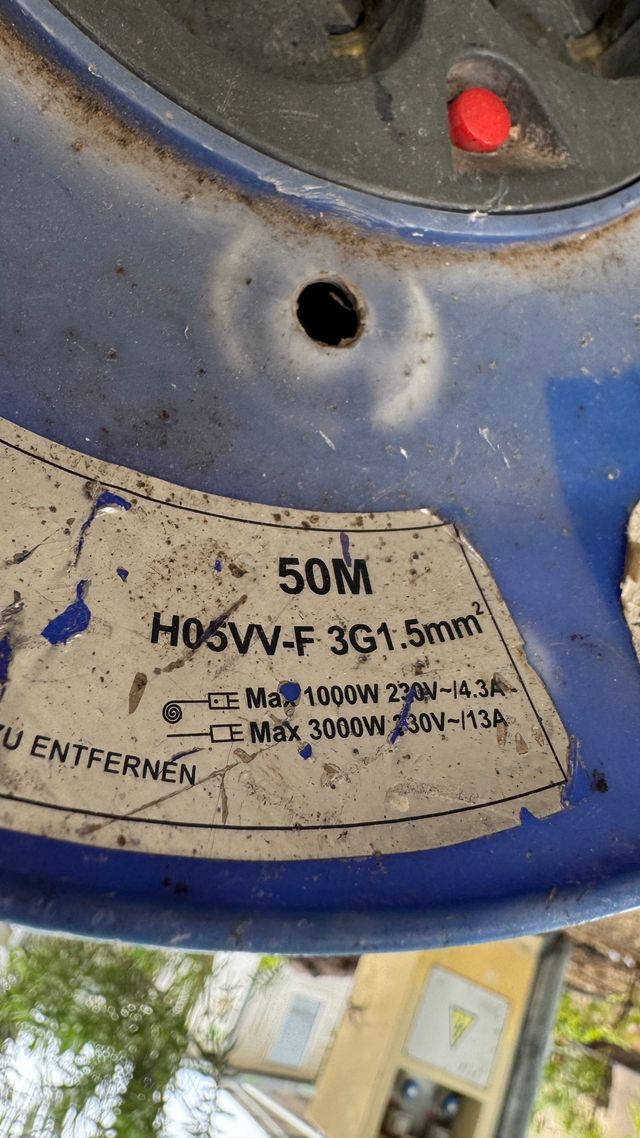 50M
H05VV-F 3G1.5mm²
Max 1000W 230V~/4.3A
Max 3000W 230V~/13A
ZU ENTFERNEN